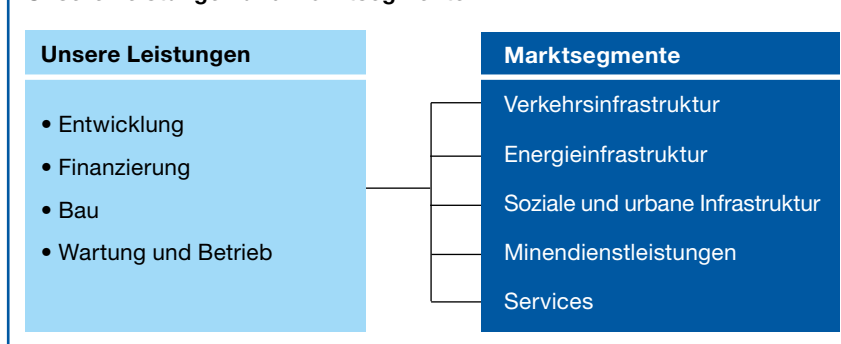 Unsere Leistungen
• Entwicklung
• Finanzierung
• Bau
• Wartung und Betrieb
Marktsegmente
Verkehrsinfrastruktur
Energieinfrastruktur
Soziale und urbane Infrastruktur
Minendienstleistungen
Services